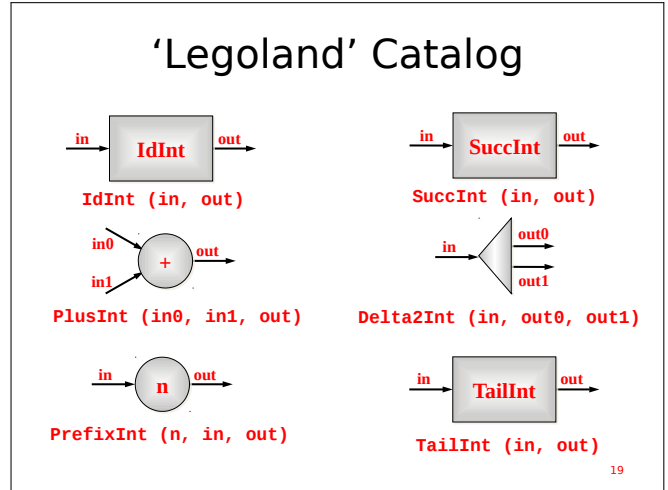 ‘Legoland’ Catalog
in IdInt out
IdInt (in, out)
in SuccInt out
SuccInt (in, out)
in0
in1
+
out
PlusInt (in0, in1, out)
in
out0
out1
Delta2Int (in, out0, out1)
in n out
PrefixInt (n, in, out)
in TailInt out
TailInt (in, out)
19